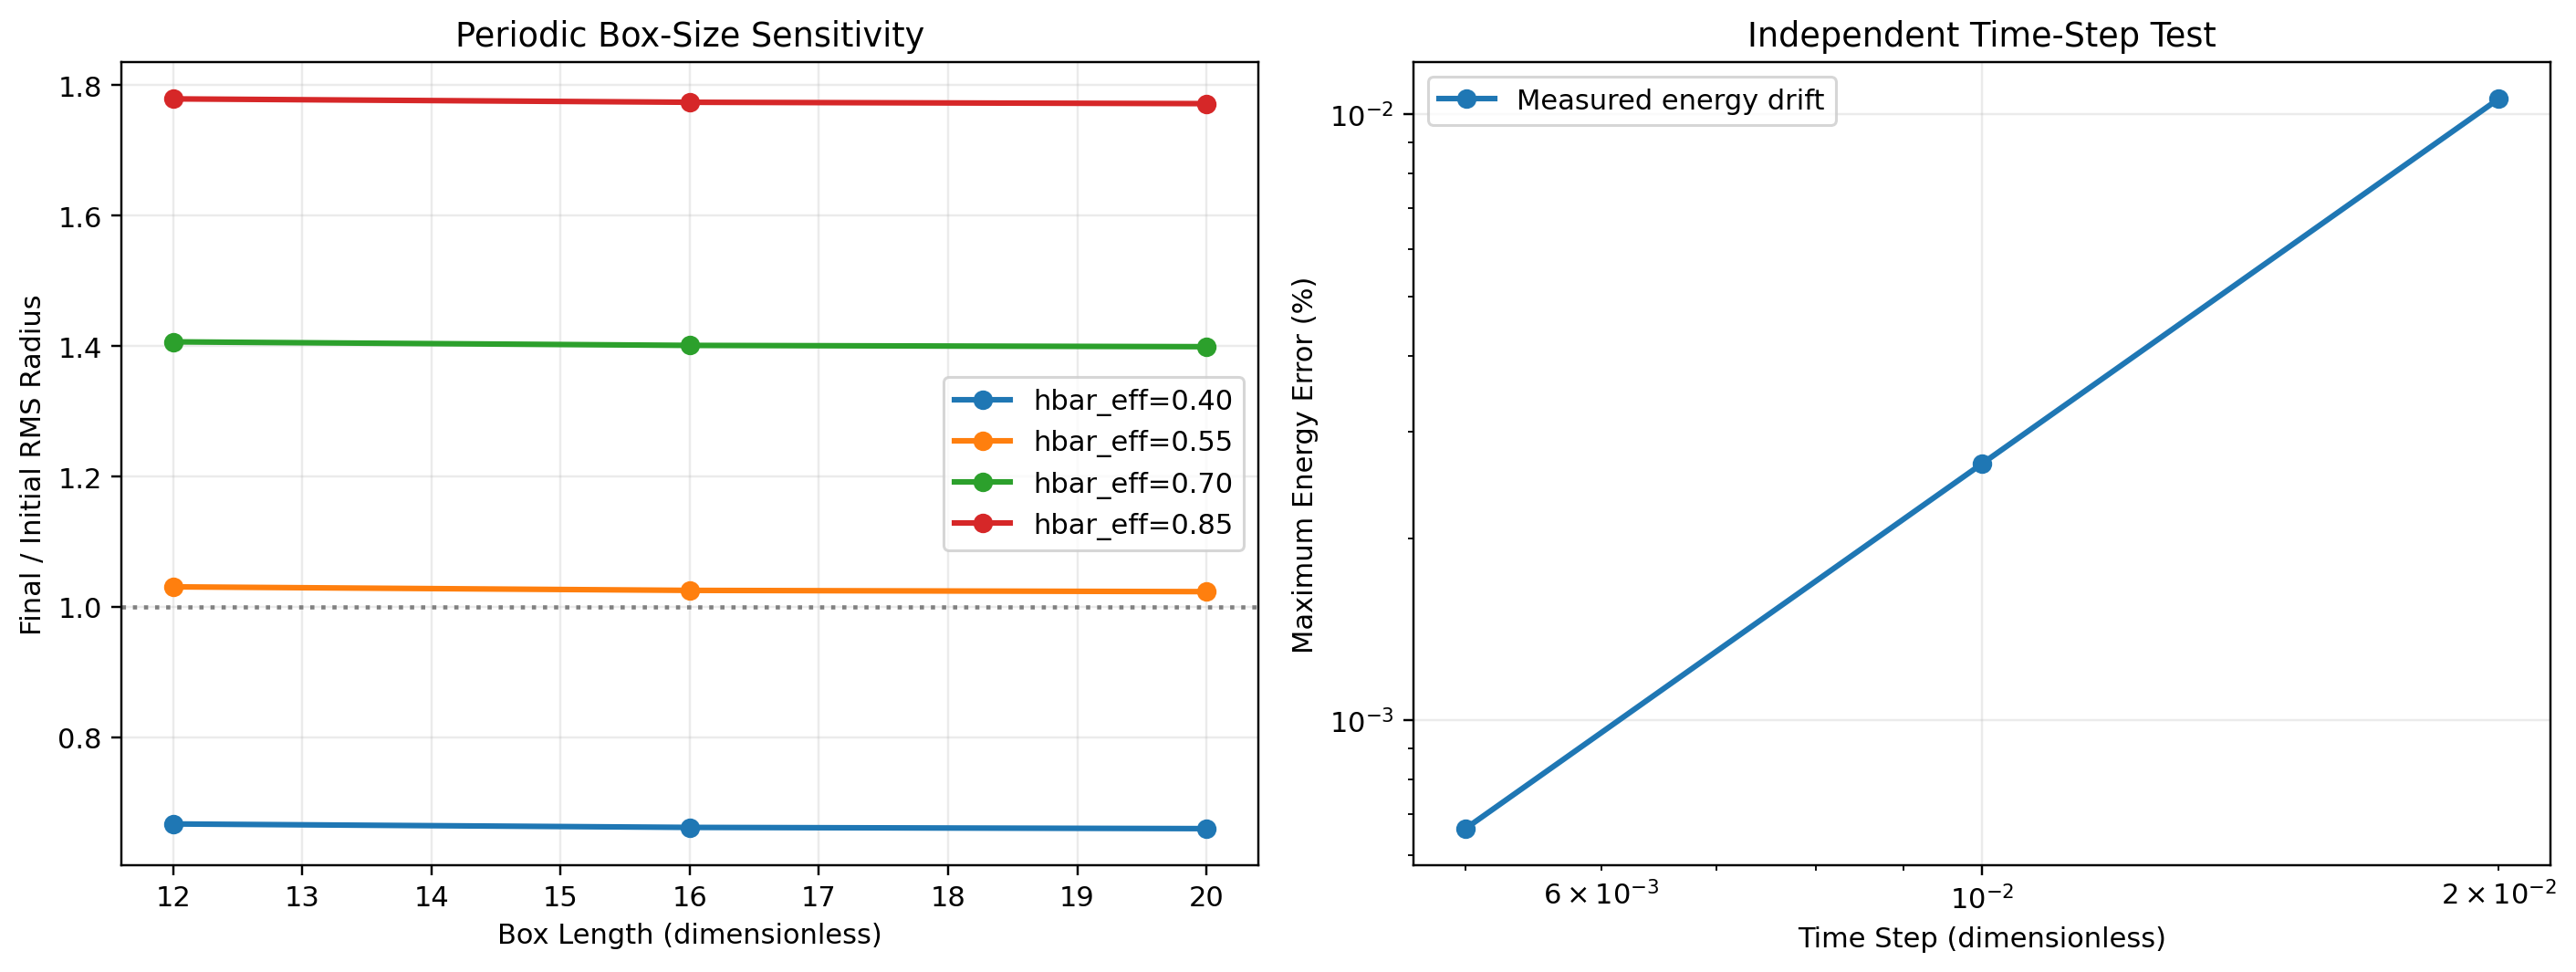 Periodic Box-Size Sensitivity
Final / Initial RMS Radius
1.8
1.6
1.4
1.2
1.0
0.8
hbar_eff=0.40
hbar_eff=0.55
hbar_eff=0.70
hbar_eff=0.85
12 13 14 15 16 17 18 19 20
Box Length (dimensionless)
Independent Time-Step Test
Maximum Energy Error (%)
Measured energy drift
10⁻²
10⁻³
6 × 10⁻³ 10⁻² 2 × 10⁻²
Time Step (dimensionless)